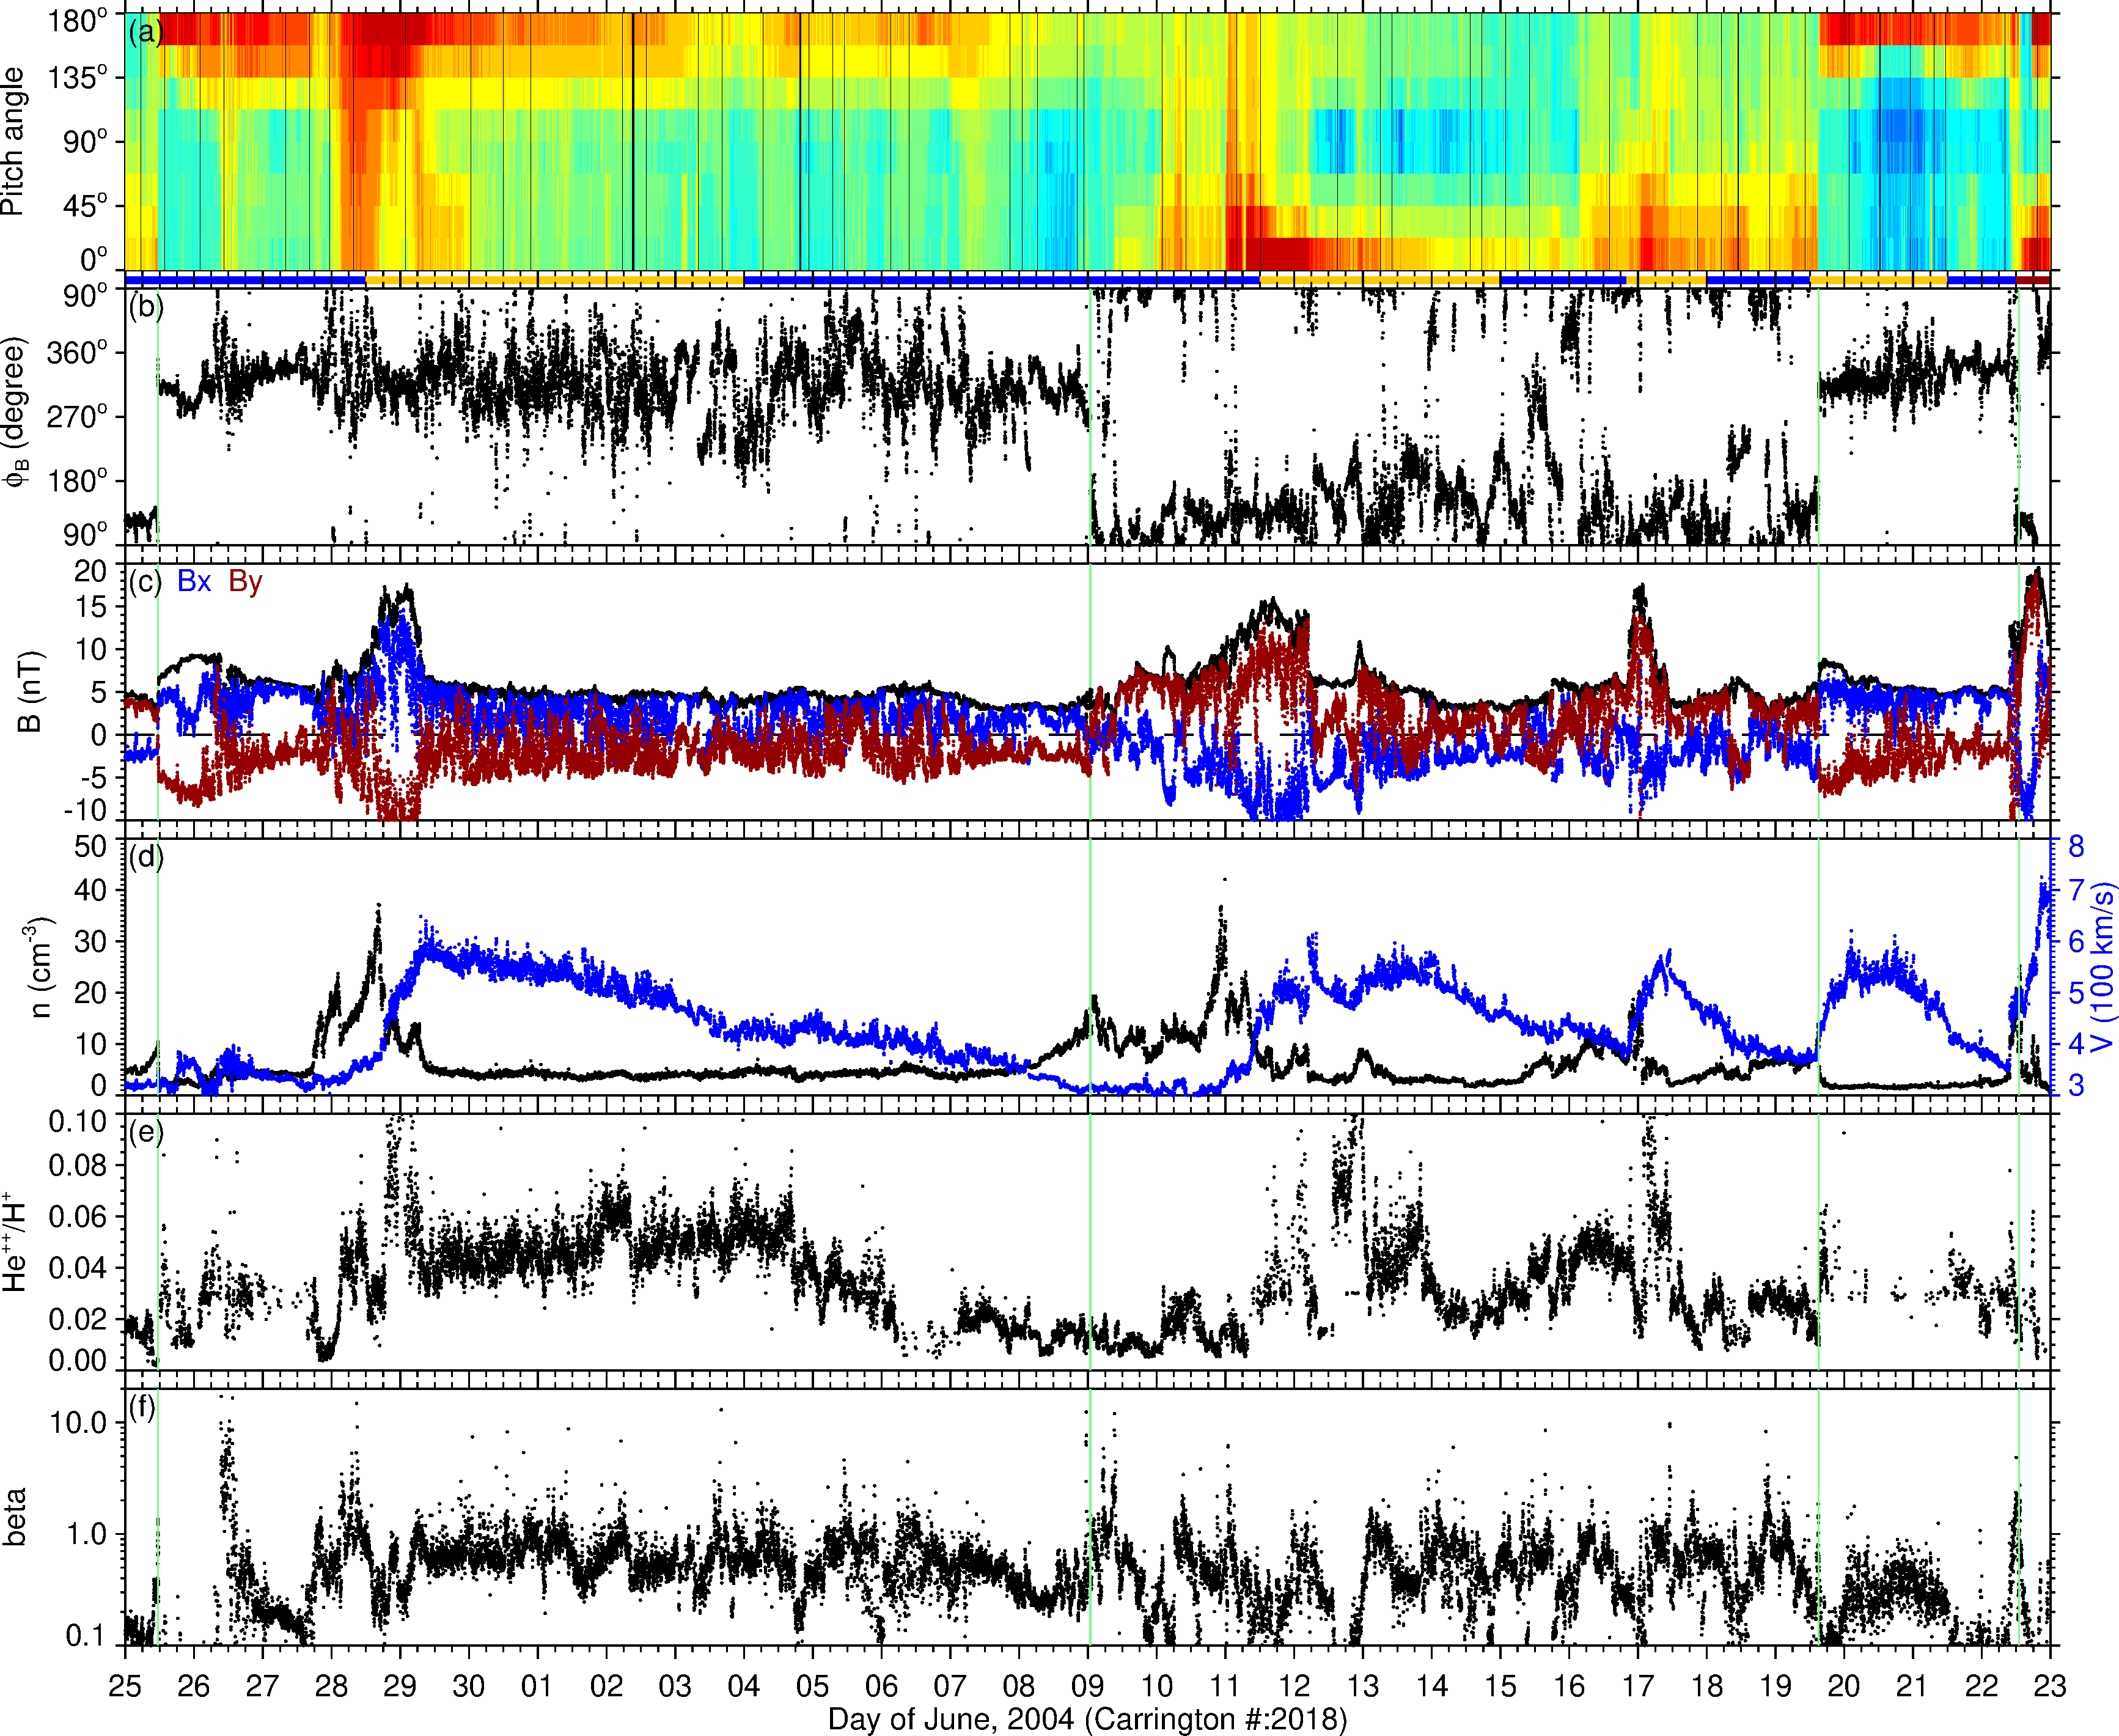 (a)
Pitch angle
180°
135°
90°
45°
0°
(b)
ϕB (degree)
90°
360°
270°
180°
90°
(c) Bx By
B (nT)
20
15
10
5
0
-5
-10
(d)
n (cm-3)
50
40
30
20
10
0
8
7
6
5
4
3
V (100 km/s)
(e)
He++/H+
0.10
0.08
0.06
0.04
0.02
0.00
(f)
beta
10.0
1.0
0.1
25 26 27 28 29 30 01 02 03 04 05 06 07 08 09 10 11 12 13 14 15 16 17 18 19 20 21 22 23
Day of June, 2004 (Carrington #:2018)